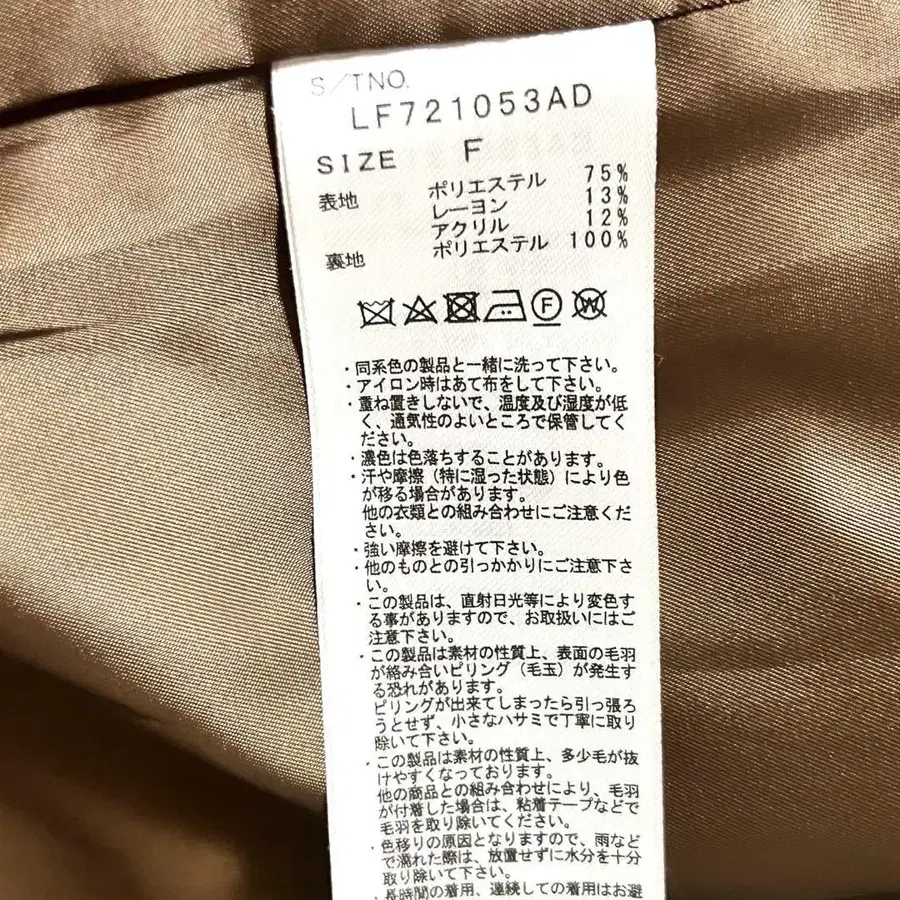 S/TNO.
LF721053AD
SIZE F
表地 ポリエステル 75%
レーヨン 13%
アクリル 12%
裏地 ポリエステル 100%
F
W
・同系色の製品と一緒に洗って下さい。
・アイロン時はあて布をして下さい。
・重ね置きしないで、温度及び湿度が低
く、通気性のよいところで保管してく
ださい。
・濃色は色落ちすることがあります。
・汗や摩擦（特に湿った状態）により色
が移る場合があります。
他の衣類との組み合わせにご注意くだ
さい。
・強い摩擦を避けて下さい。
・他のものとの引っかかりにご注意下さ
い。
・この製品は、直射日光等により変色す
る事がありますので、お取扱いにはご
注意下さい。
・この製品は素材の性質上、表面の毛羽
が絡み合いピリング（毛玉）が発生す
る恐れがあります。
ピリングが出来てしまったら引っ張ろ
うとせず、小さなハサミで丁寧に取り
除いて下さい。
・この製品は素材の性質上、多少毛が抜
けやすくなっております。
他の商品との組み合わせにより、毛羽
が付着した場合は、粘着テープなどで
毛羽を取り除いてください。
・色移りの原因となりますので、雨など
で濡れた際は、放置せずに水分を十分
取り除いて下さい。
・長時間の着用、連続しての着用はお避